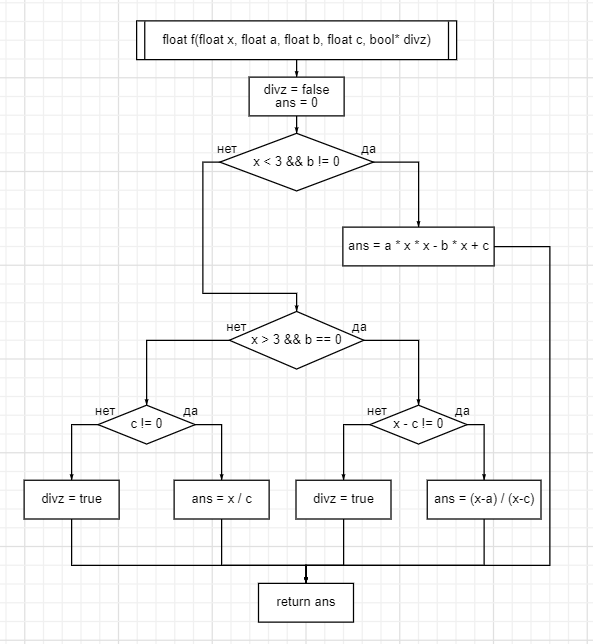 float f(float x, float a, float b, float c, bool* divz)
divz = false
ans = 0
нет
да
x < 3 && b != 0
ans = a * x * x - b * x + c
нет
да
x > 3 && b == 0
нет
да
c != 0
нет
да
x - c != 0
divz = true
ans = x / c
divz = true
ans = (x-a) / (x-c)
return ans